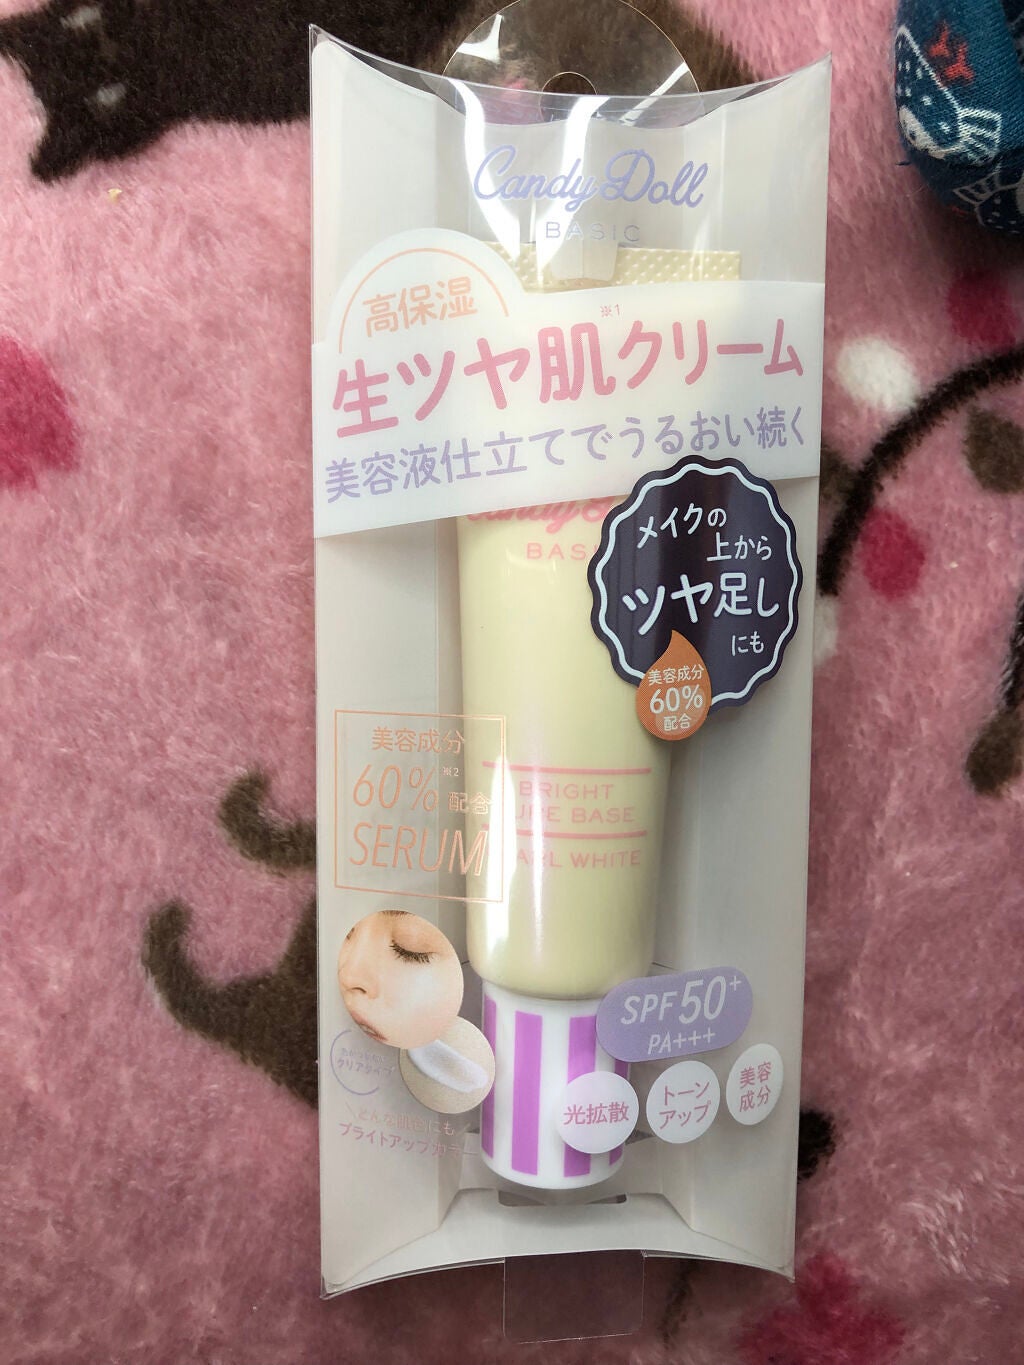 Candy Doll
BASIC
高保湿
※1
生ツヤ肌クリーム
美容液仕立てでうるおい続く
BASI
メイクの
上から
ツヤ足し
にも
美容成分
60%
配合
美容成分
60%※2配合
SERUM
BRIGHT
BASE
WHITE
SPF50+
PA+++
クリアタイプ
光拡散
トーン
アップ
美容
成分
どんな肌色にも
ブライトアップカラー